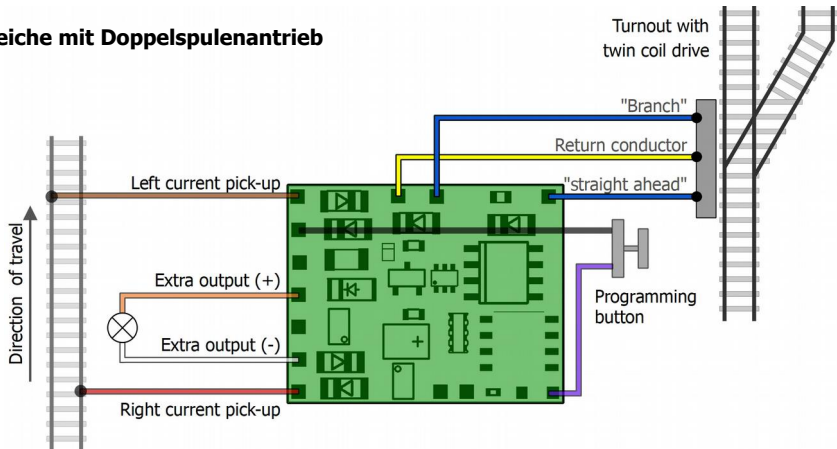 eiche mit Doppelspulenantrieb
Turnout with
twin coil drive
"Branch"
Return conductor
"straight ahead"
Left current pick-up
Direction of travel
Extra output (+)
Extra output (-)
Right current pick-up
Programming
button
+